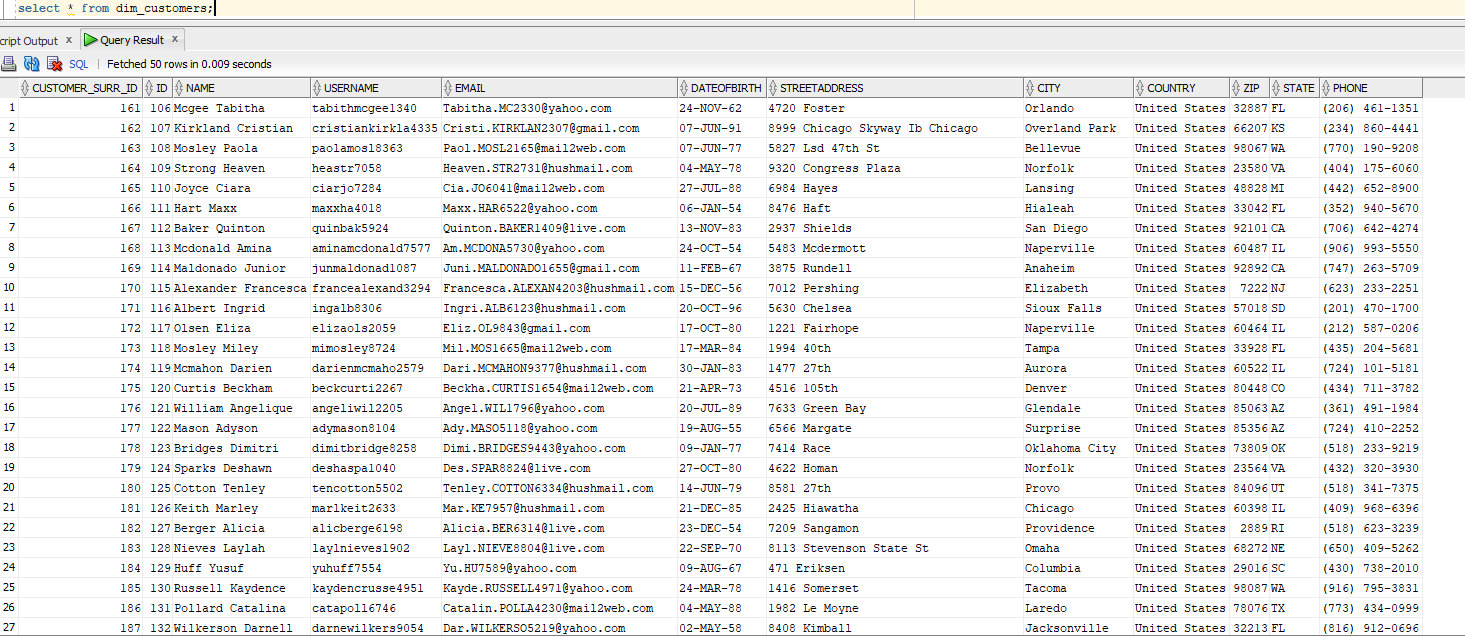 select * from dim_customers;
cript Output x Query Result x
SQL | Fetched 50 rows in 0.009 seconds
CUSTOMER_SURR_ID ID NAME USERNAME EMAIL DATEOFBIRTH STREETADDRESS CITY COUNTRY ZIP STATE PHONE
1 161 106 Mcgee Tabitha tabithmcgee1340 Tabitha.MC2330@yahoo.com 24-NOV-62 4720 Foster Orlando United States 32887 FL (206) 461-1351
2 162 107 Kirkland Cristian cristiankirkla4335 Cristi.KIRKLAN2307@gmail.com 07-JUN-91 8999 Chicago Skyway Ib Chicago Overland Park United States 66207 KS (234) 860-4441
3 163 108 Mosley Paola paolamosl8363 Paol.MOSL2165@mail2web.com 07-JUN-77 5827 Lsd 47th St Bellevue United States 98067 WA (770) 190-9208
4 164 109 Strong Heaven heastr7058 Heaven.STR2731@hushmail.com 04-MAY-78 9320 Congress Plaza Norfolk United States 23580 VA (404) 175-6060
5 165 110 Joyce Ciara ciarjo7284 Cia.JO6041@mail2web.com 27-JUL-88 6984 Hayes Lansing United States 48828 MI (442) 652-8900
6 166 111 Hart Maxx maxxha4018 Maxx.HAR6522@yahoo.com 06-JAN-54 8476 Haft Hialeah United States 33042 FL (352) 940-5670
7 167 112 Baker Quinton quinbak5924 Quinton.BAKER1409@live.com 13-NOV-83 2937 Shields San Diego United States 92101 CA (706) 642-4274
8 168 113 Mcdonald Amina aminamcdonald7577 Am.MCDONA5730@yahoo.com 24-OCT-54 5483 Mcdermott Naperville United States 60487 IL (906) 993-5550
9 169 114 Maldonado Junior junmaldonad1087 Juni.MALDONADO1655@gmail.com 11-FEB-67 3875 Rundell Anaheim United States 92892 CA (747) 263-5709
10 170 115 Alexander Francesca francealexand3294 Francesca.ALEXAN4203@hushmail.com 15-DEC-56 7012 Pershing Elizabeth United States 7222 NJ (623) 233-2251
11 171 116 Albert Ingrid ingalb8306 Ingri.ALB6123@hushmail.com 20-OCT-96 5630 Chelsea Sioux Falls United States 57018 SD (201) 470-1700
12 172 117 Olsen Eliza elizaols2059 Eliz.OL9843@gmail.com 17-OCT-80 1221 Fairhope Naperville United States 60464 IL (212) 587-0206
13 173 118 Mosley Miley mimosley8724 Mil.MOS1665@mail2web.com 17-MAR-84 1994 40th Tampa United States 33928 FL (435) 204-5681
14 174 119 Mcmahon Darien darienmcmaho2579 Dari.MCMAHON9377@hushmail.com 30-JAN-83 1477 27th Aurora United States 60522 IL (724) 101-5181
15 175 120 Curtis Beckham beckcurti2267 Beckha.CURTIS1654@mail2web.com 21-APR-73 4516 105th Denver United States 80448 CO (434) 711-3782
16 176 121 William Angelique angeliwil2205 Angel.WIL1796@yahoo.com 20-JUL-89 7633 Green Bay Glendale United States 85063 AZ (361) 491-1984
17 177 122 Mason Adyson adymason8104 Ady.MASO5118@yahoo.com 19-AUG-55 6566 Margate Surprise United States 85356 AZ (724) 410-2252
18 178 123 Bridges Dimitri dimitbridge8258 Dimi.BRIDGES9443@yahoo.com 09-JAN-77 7414 Race Oklahoma City United States 73809 OK (518) 233-9219
19 179 124 Sparks Deshawn deshaspa1040 Des.SPAR8824@live.com 27-OCT-80 4622 Homan Norfolk United States 23564 VA (432) 320-3930
20 180 125 Cotton Tenley tencotton5502 Tenley.COTTON6334@hushmail.com 14-JUN-79 8581 27th Provo United States 84096 UT (518) 341-7375
21 181 126 Keith Marley marlkeit2633 Mar.KE7957@hushmail.com 21-DEC-85 2425 Hiawatha Chicago United States 60398 IL (409) 968-6396
22 182 127 Berger Alicia alicberge6198 Alicia.BER6314@live.com 23-DEC-54 7209 Sangamon Providence United States 2889 RI (518) 623-3239
23 183 128 Nieves Laylah laylnieves1902 Layl.NIEVE8804@live.com 22-SEP-70 8113 Stevenson State St Omaha United States 68272 NE (650) 409-5262
24 184 129 Huff Yusuf yuhuff7554 Yu.HU7589@yahoo.com 09-AUG-67 471 Eriksen Columbia United States 29016 SC (430) 738-2010
25 185 130 Russell Kaydence kaydencrusse4951 Kayde.RUSSELL4971@yahoo.com 24-MAR-78 1416 Somerset Tacoma United States 98087 WA (916) 795-3831
26 186 131 Pollard Catalina catapoll6746 Catalin.POLLA4230@mail2web.com 04-MAY-88 1982 Le Moyne Laredo United States 78076 TX (773) 434-0999
27 187 132 Wilkerson Darnell darnewilkers9054 Dar.WILKERSO5219@yahoo.com 02-MAY-58 8408 Kimball Jacksonville United States 32213 FL (816) 912-0696